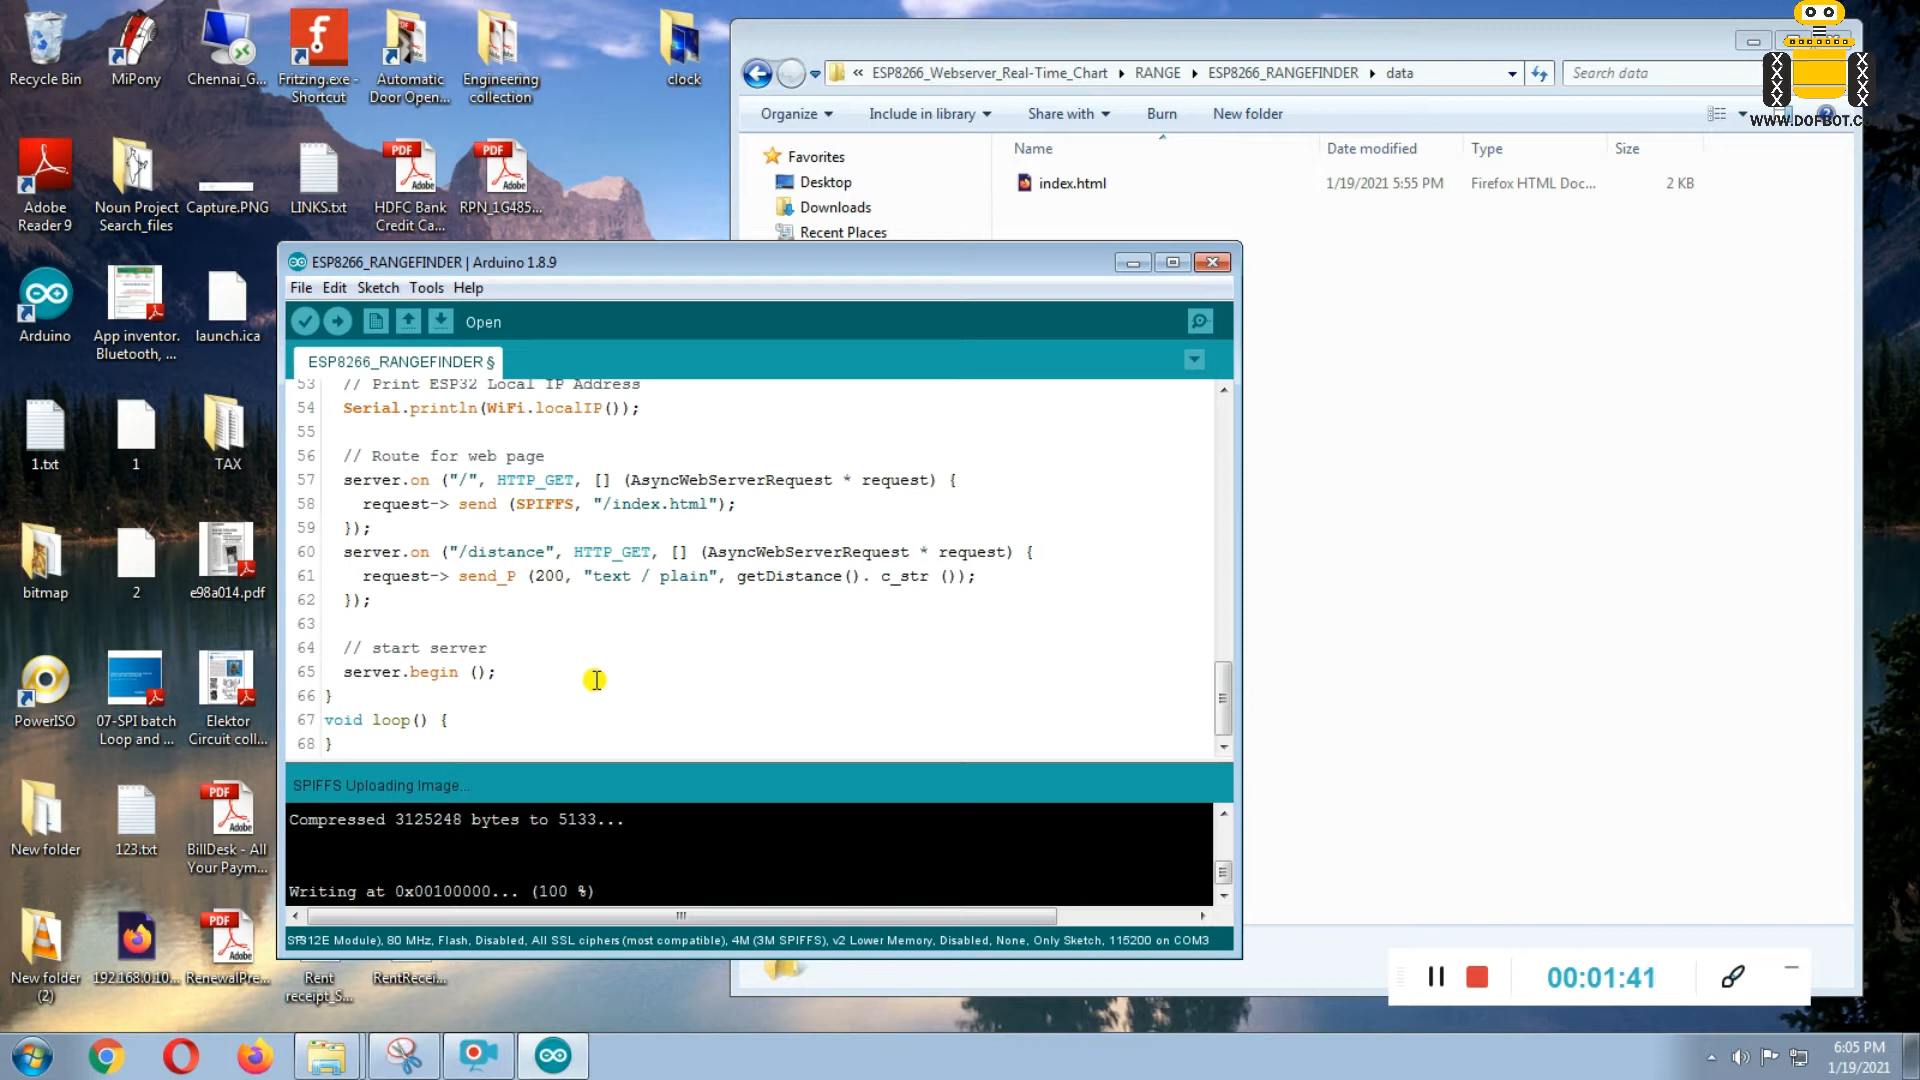 Recycle Bin
MiPony
Chennai_G...
Fritzing.exe - Shortcut
Automatic Door Open...
Engineering collection
clock
Adobe Reader 9
Noun Project Search_files
Capture.PNG
LINKS.txt
HDFC Bank Credit Ca...
RPN_1G485...
Arduino
App inventor. Bluetooth, ...
launch.ica
1.txt
1
TAX
bitmap
2
e98a014.pdf
PowerISO
07-SPI batch Loop and ...
Elektor Circuit coll...
New folder
123.txt
BillDesk - All Your Paym...
New folder (2)
192.168.0.10...
RenewalPre...
Rent receipt_S...
RentRecei...
« ESP8266_Webserver_Real-Time_Chart RANGE ESP8266_RANGEFINDER data
Search data
WWW.DOFBOT.C
Organize Include in library Share with Burn New folder
Name Date modified Type Size
index.html 1/19/2021 5:55 PM Firefox HTML Doc... 2 KB
Favorites
Desktop
Downloads
Recent Places
ESP8266_RANGEFINDER | Arduino 1.8.9
File Edit Sketch Tools Help
Open
ESP8266_RANGEFINDER §
53 // Print ESP32 Local IP Address
54 Serial.println(WiFi.localIP());
55
56 // Route for web page
57 server.on ("/", HTTP_GET, [] (AsyncWebServerRequest * request) {
58 request-> send (SPIFFS, "/index.html");
59 });
60 server.on ("/distance", HTTP_GET, [] (AsyncWebServerRequest * request) {
61 request-> send_P (200, "text / plain", getDistance(). c_str ());
62 });
63
64 // start server
65 server.begin ();
66 }
67 void loop() {
68 }
SPIFFS Uploading Image...
Compressed 3125248 bytes to 5133...
Writing at 0x00100000... (100 %)
12E Module), 80 MHz, Flash, Disabled, All SSL ciphers (most compatible), 4M (3M SPIFFS), v2 Lower Memory, Disabled, None, Only Sketch, 115200 on COM3
00:01:41
6:05 PM
1/19/2021